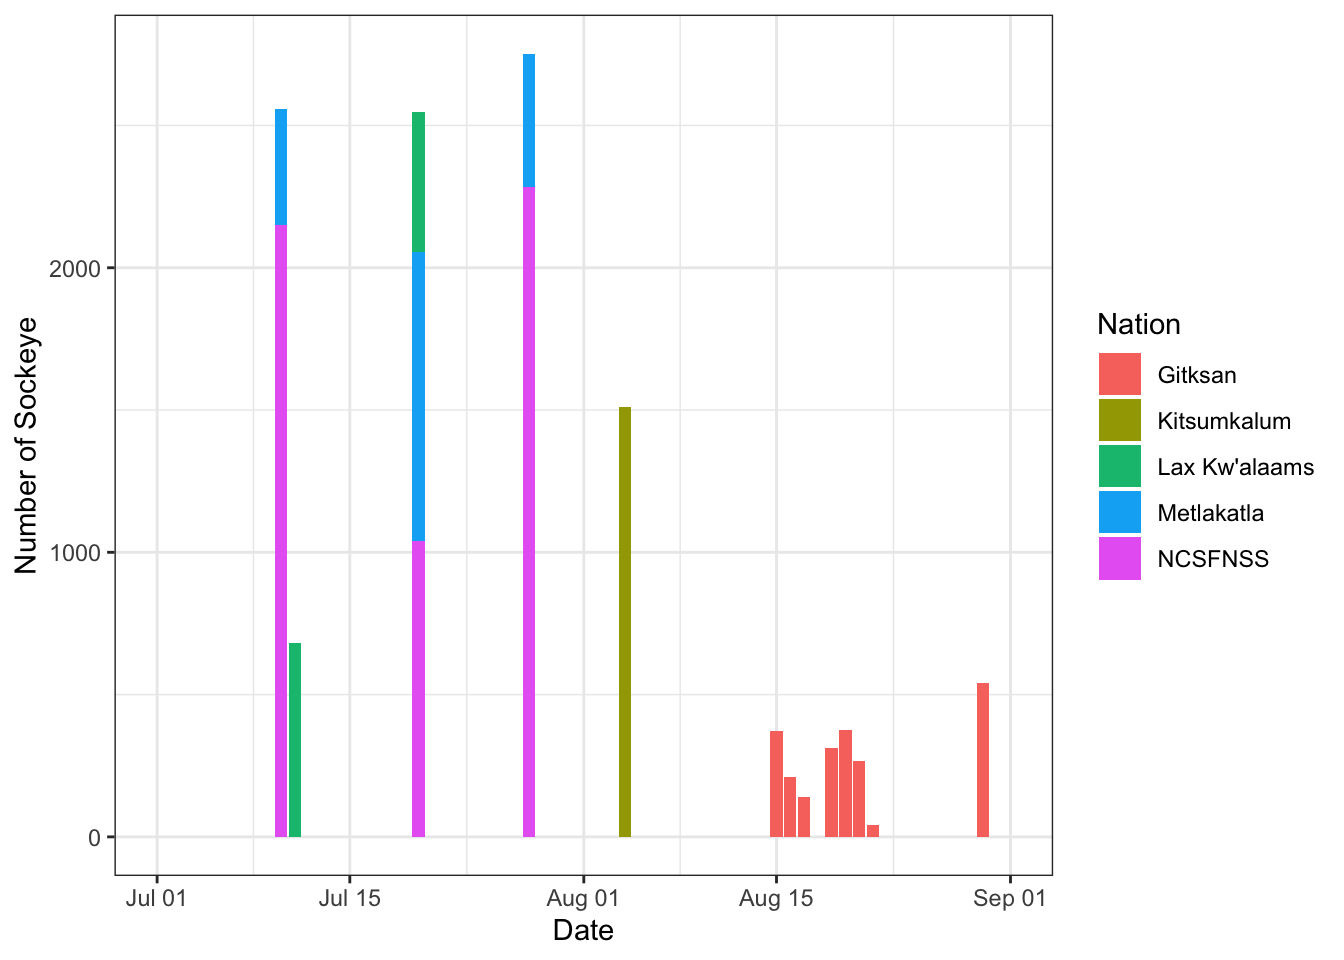 Number of Sockeye
2000
1000
0
Jul 01
Jul 15
Aug 01
Aug 15
Sep 01
Date
Nation
Gitksan
Kitsumkalum
Lax Kw'alaams
Metlakatla
NCSFNSS